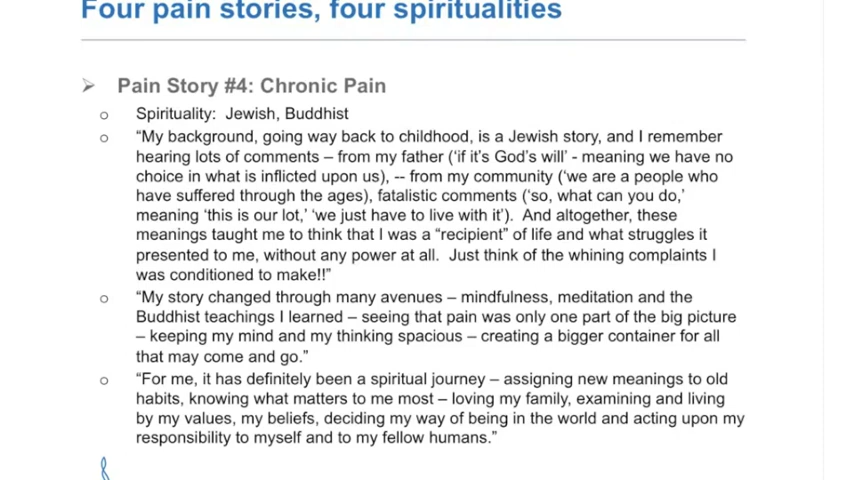 Four pain stories, four spiritualities
➢ Pain Story #4: Chronic Pain
o Spirituality: Jewish, Buddhist
o “My background, going way back to childhood, is a Jewish story, and I remember
hearing lots of comments – from my father (‘if it’s God’s will’ - meaning we have no
choice in what is inflicted upon us), -- from my community (‘we are a people who
have suffered through the ages), fatalistic comments (‘so, what can you do,’
meaning ‘this is our lot,’ ‘we just have to live with it’). And altogether, these
meanings taught me to think that I was a “recipient” of life and what struggles it
presented to me, without any power at all. Just think of the whining complaints I
was conditioned to make!!”
o “My story changed through many avenues – mindfulness, meditation and the
Buddhist teachings I learned – seeing that pain was only one part of the big picture
– keeping my mind and my thinking spacious – creating a bigger container for all
that may come and go.”
o “For me, it has definitely been a spiritual journey – assigning new meanings to old
habits, knowing what matters to me most – loving my family, examining and living
by my values, my beliefs, deciding my way of being in the world and acting upon my
responsibility to myself and to my fellow humans.”